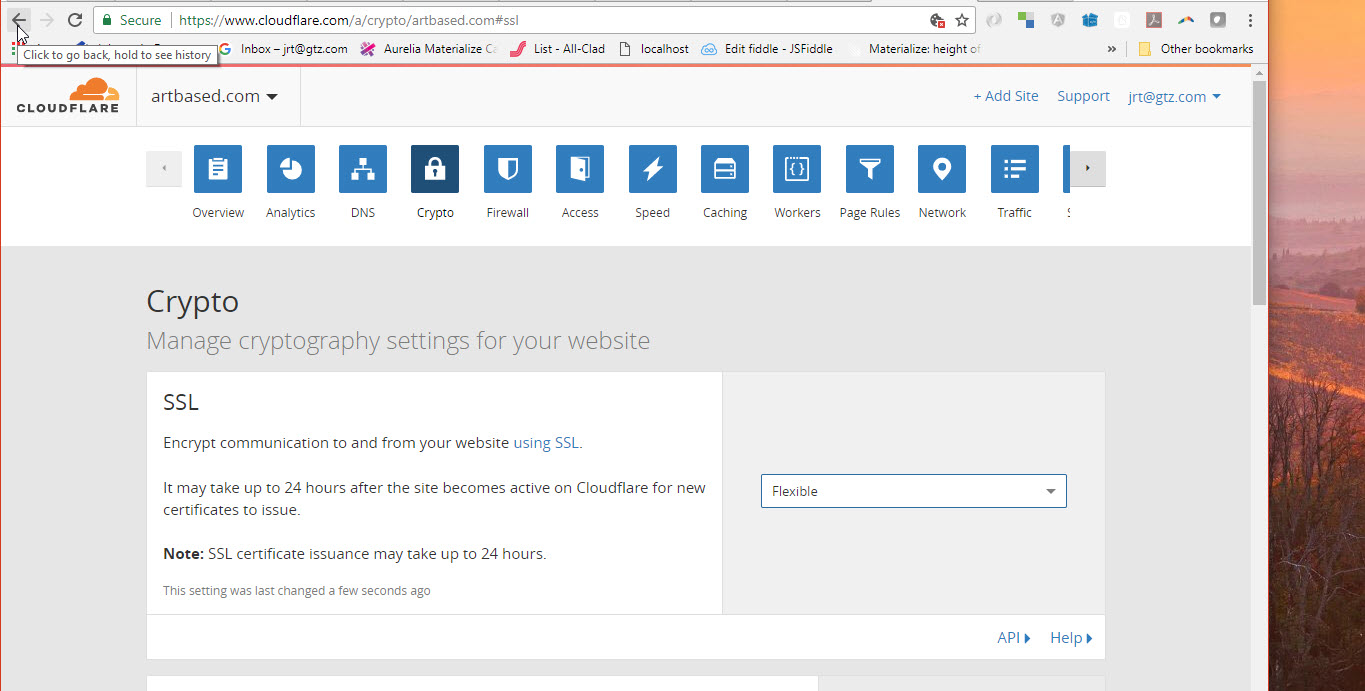 Secure https://www.cloudflare.com/a/crypto/artbased.com#ssl
Inbox – jrt@gtz.com Aurelia Materialize Ca List - All-Clad localhost Edit fiddle - JSFiddle Materialize: height of » Other bookmarks
Click to go back, hold to see history
CLOUDFLARE
artbased.com
+ Add Site Support jrt@gtz.com
Overview Analytics DNS Crypto Firewall Access Speed Caching Workers Page Rules Network Traffic
Crypto
Manage cryptography settings for your website
SSL
Encrypt communication to and from your website using SSL.
It may take up to 24 hours after the site becomes active on Cloudflare for new
certificates to issue.
Flexible
Note: SSL certificate issuance may take up to 24 hours.
This setting was last changed a few seconds ago
API Help